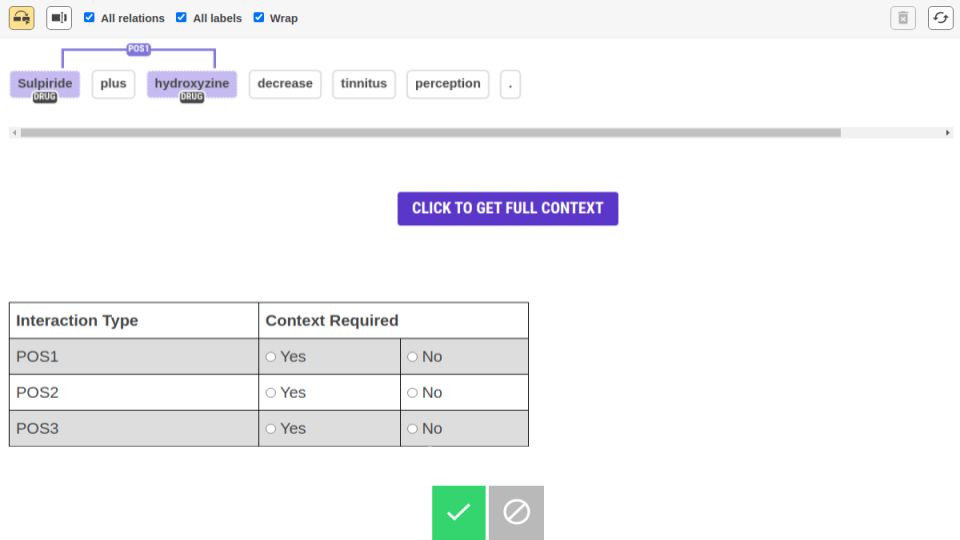 All relations All labels Wrap
POS1
Sulpiride plus hydroxyzine decrease tinnitus perception .
DRUG DRUG
CLICK TO GET FULL CONTEXT
Interaction Type Context Required
POS1 Yes No
POS2 Yes No
POS3 Yes No